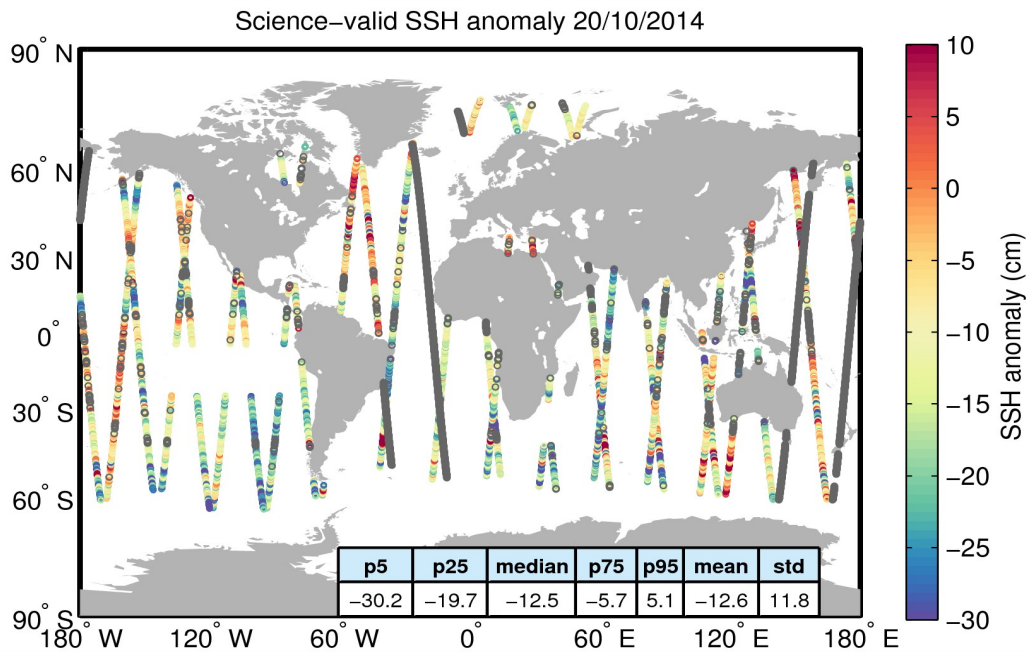 Science−valid SSH anomaly 20/10/2014
90° N
60° N
30° N
0°
30° S
60° S
90° S
180° W
120° W
60° W
0°
60° E
120° E
180° E
p5 p25 median p75 p95 mean std
−30.2 −19.7 −12.5 −5.7 5.1 −12.6 11.8
10
5
0
−5
−10
−15
−20
−25
−30
SSH anomaly (cm)